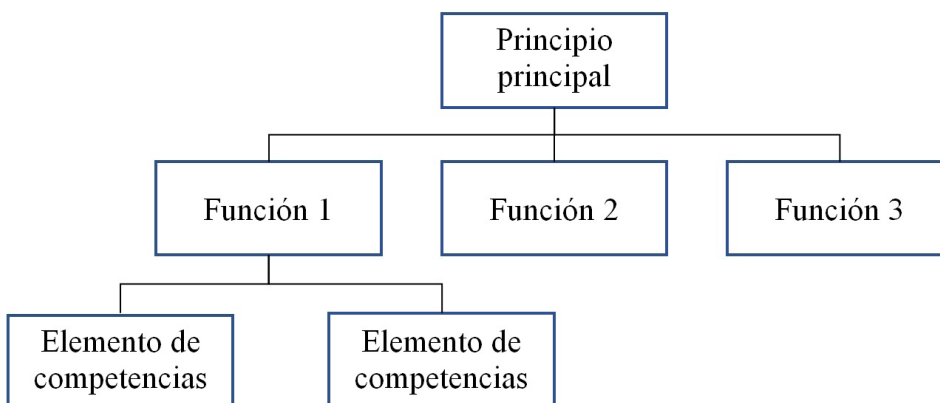 Principio
principal
Función 1
Función 2
Función 3
Elemento de
competencias
Elemento de
competencias